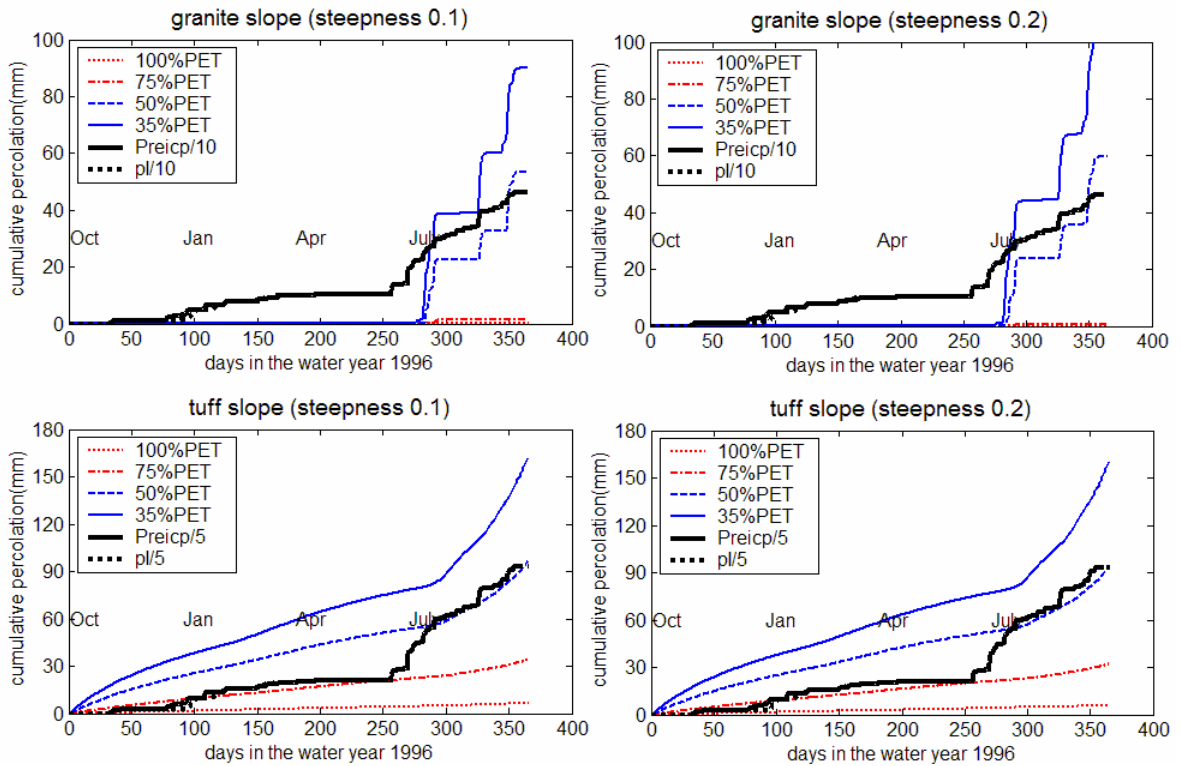 granite slope (steepness 0.1)
100
80
60
40
20
0
cumulative percolation(mm)
100%PET
75%PET
50%PET
35%PET
Preicp/10
pl/10
Oct
Jan
Apr
July
0 50 100 150 200 250 300 350 400
days in the water year 1996
granite slope (steepness 0.2)
100
80
60
40
20
0
cumulative percolation(mm)
100%PET
75%PET
50%PET
35%PET
Preicp/10
pl/10
Oct
Jan
Apr
July
0 50 100 150 200 250 300 350 400
days in the water year 1996
tuff slope (steepness 0.1)
180
150
120
90
60
30
0
cumulative percolation(mm)
100%PET
75%PET
50%PET
35%PET
Preicp/5
pl/5
Oct
Jan
Apr
July
0 50 100 150 200 250 300 350 400
days in the water year 1996
tuff slope (steepness 0.2)
180
150
120
90
60
30
0
cumulative percolation(mm)
100%PET
75%PET
50%PET
35%PET
Preicp/5
pl/5
Oct
Jan
Apr
July
0 50 100 150 200 250 300 350 400
days in the water year 1996